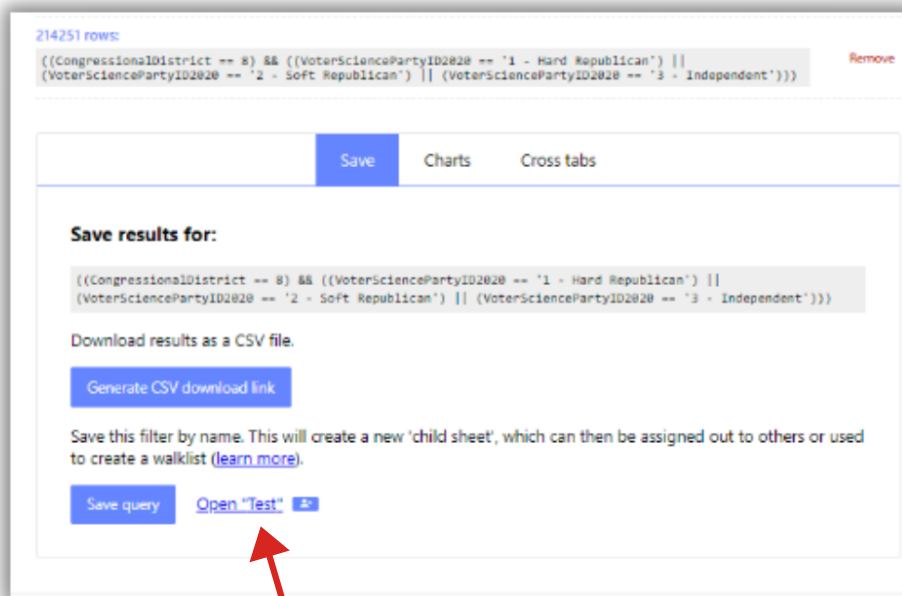 214251 rows:
((CongressionalDistrict == 8) && ((VoterSciencePartyID2020 == '1 - Hard Republican') ||
(VoterSciencePartyID2020 == '2 - Soft Republican') || (VoterSciencePartyID2020 == '3 - Independent')))
Remove
Save Charts Cross tabs
Save results for:
((CongressionalDistrict == 8) && ((VoterSciencePartyID2020 == '1 - Hard Republican') ||
(VoterSciencePartyID2020 == '2 - Soft Republican') || (VoterSciencePartyID2020 == '3 - Independent')))
Download results as a CSV file.
Generate CSV download link
Save this filter by name. This will create a new 'child sheet', which can then be assigned out to others or used
to create a walklist (learn more).
Save query Open "Test"